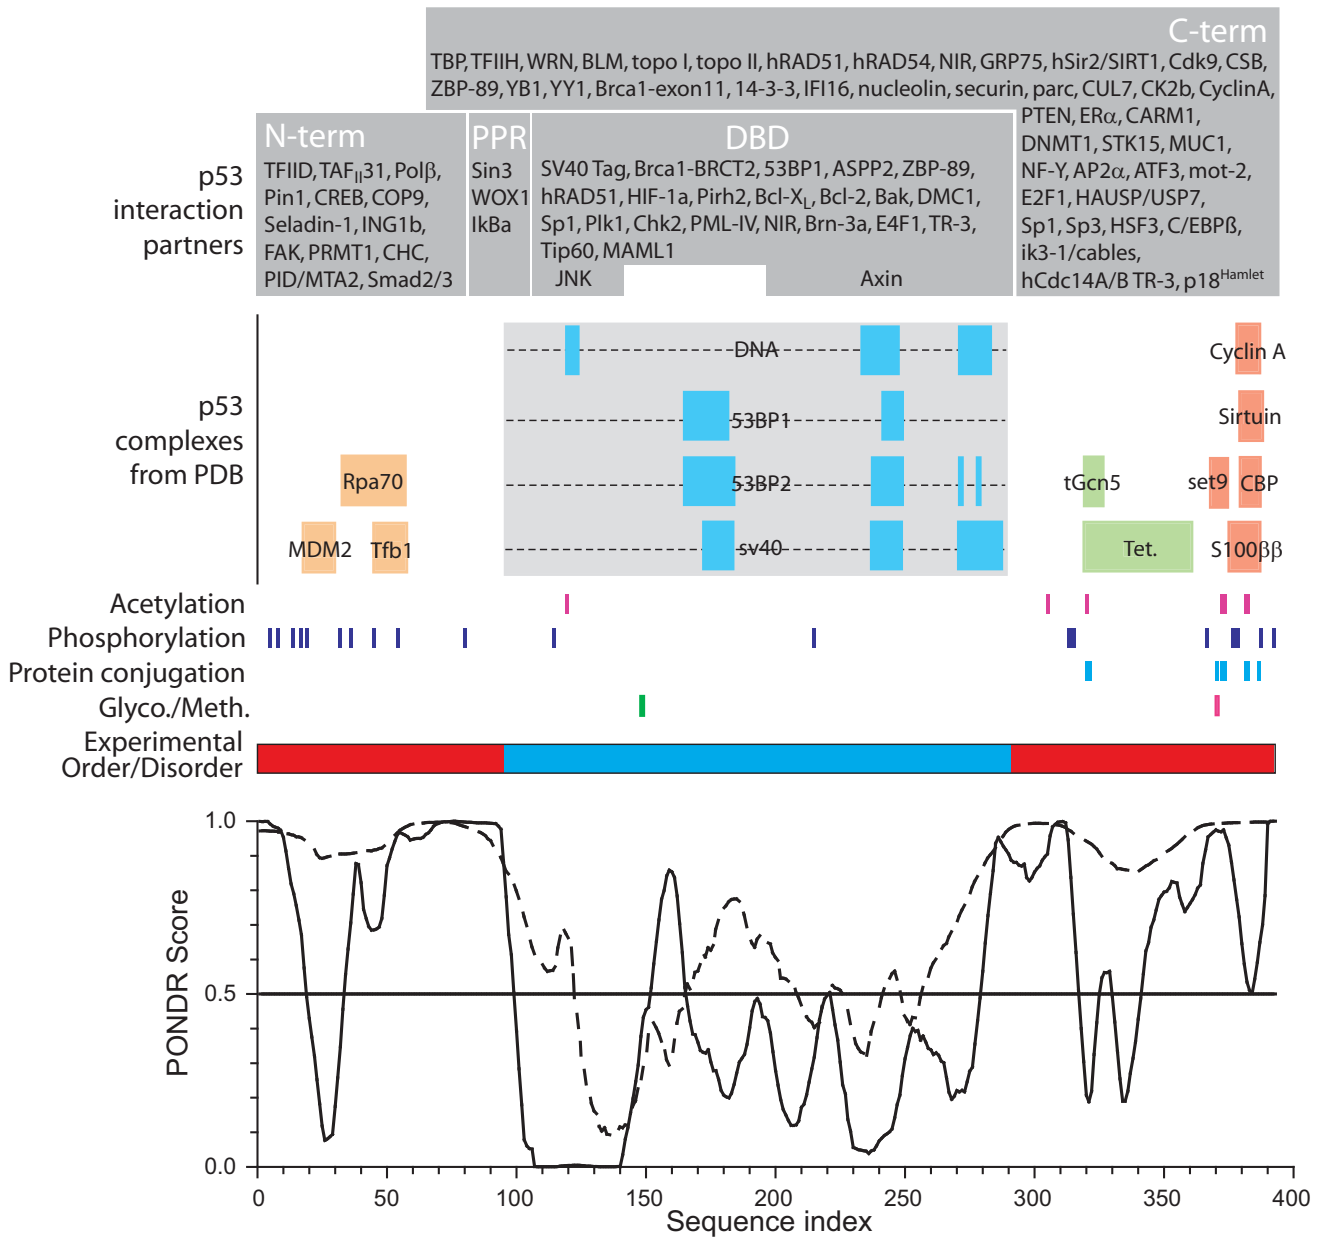 C-term
TBP, TFIIH, WRN, BLM, topo I, topo II, hRAD51, hRAD54, NIR, GRP75, hSir2/SIRT1, Cdk9, CSB,
ZBP-89, YB1, YY1, Brca1-exon11, 14-3-3, IFI16, nucleolin, securin, parc, CUL7, CK2b, CyclinA,
PTEN, ERα, CARM1,
DNMT1, STK15, MUC1,
NF-Y, AP2α, ATF3, mot-2,
E2F1, HAUSP/USP7,
Sp1, Sp3, HSF3, C/EBPß,
ik3-1/cables,
hCdc14A/B TR-3, p18Hamlet
p53
interaction
partners
N-term
TFIID, TAFII31, Polβ,
Pin1, CREB, COP9,
Seladin-1, ING1b,
FAK, PRMT1, CHC,
PID/MTA2, Smad2/3
PPR
Sin3
WOX1
IkBa
DBD
SV40 Tag, Brca1-BRCT2, 53BP1, ASPP2, ZBP-89,
hRAD51, HIF-1a, Pirh2, Bcl-XL, Bcl-2, Bak, DMC1,
Sp1, Plk1, Chk2, PML-IV, NIR, Brn-3a, E4F1, TR-3,
Tip60, MAML1
JNK
Axin
p53
complexes
from PDB
DNA
Cyclin A
53BP1
Sirtuin
Rpa70
53BP2
tGcn5
set9
CBP
MDM2
Tfb1
sv40
Tet.
S100ββ
Acetylation
Phosphorylation
Protein conjugation
Glyco./Meth.
Experimental
Order/Disorder
PONDR Score
1.0
0.5
0.0
0 50 100 150 200 250 300 350 400
Sequence index